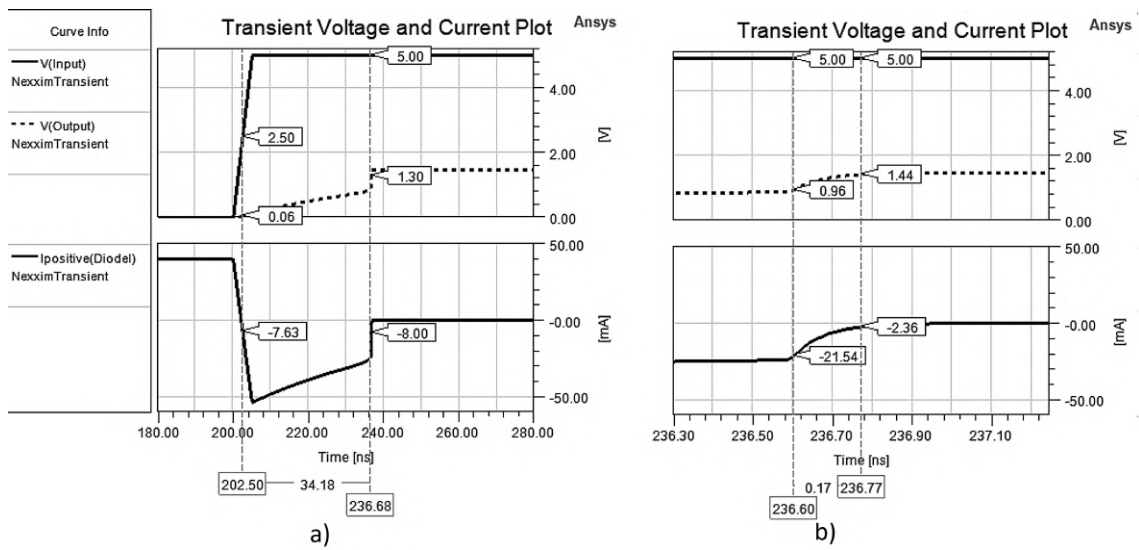 Curve Info
V(Input)
NexximTransient
V(Output)
NexximTransient
Ipositive(Diodel)
NexximTransient
Transient Voltage and Current Plot
Ansys
5.00
2.50
1.30
0.06
4.00
2.00
0.00
[V]
-7.63
-8.00
50.00
-0.00
-50.00
[mA]
180.00 200.00 220.00 240.00 260.00 280.00
Time [ns]
202.50
34.18
236.68
a)
Transient Voltage and Current Plot
Ansys
5.00
5.00
0.96
1.44
4.00
2.00
0.00
[V]
-21.54
-2.36
50.00
-0.00
-50.00
[mA]
236.30 236.50 236.70 236.90 237.10
Time [ns]
0.17
236.77
236.60
b)